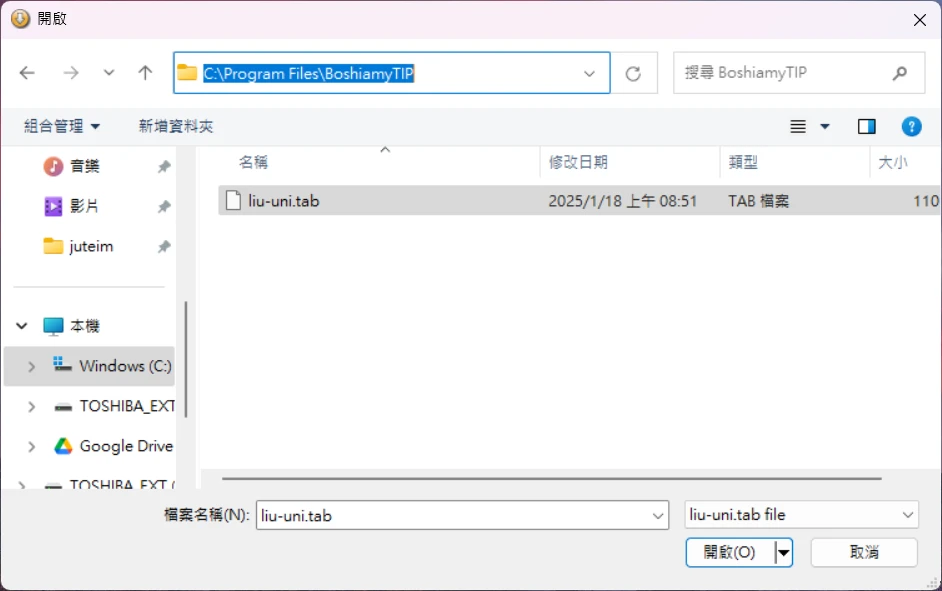 開啟
C:\Program Files\BoshiamyTIP
搜尋 BoshiamyTIP
組合管理
新增資料夾
名稱
修改日期
類型
大小
音樂
liu-uni.tab
2025/1/18 上午 08:51
TAB 檔案
110
影片
juteim
本機
Windows (C:)
TOSHIBA_EXT
Google Drive
TOSHIBA_EXT (
檔案名稱(N):
liu-uni.tab
liu-uni.tab file
開啟(O)
取消